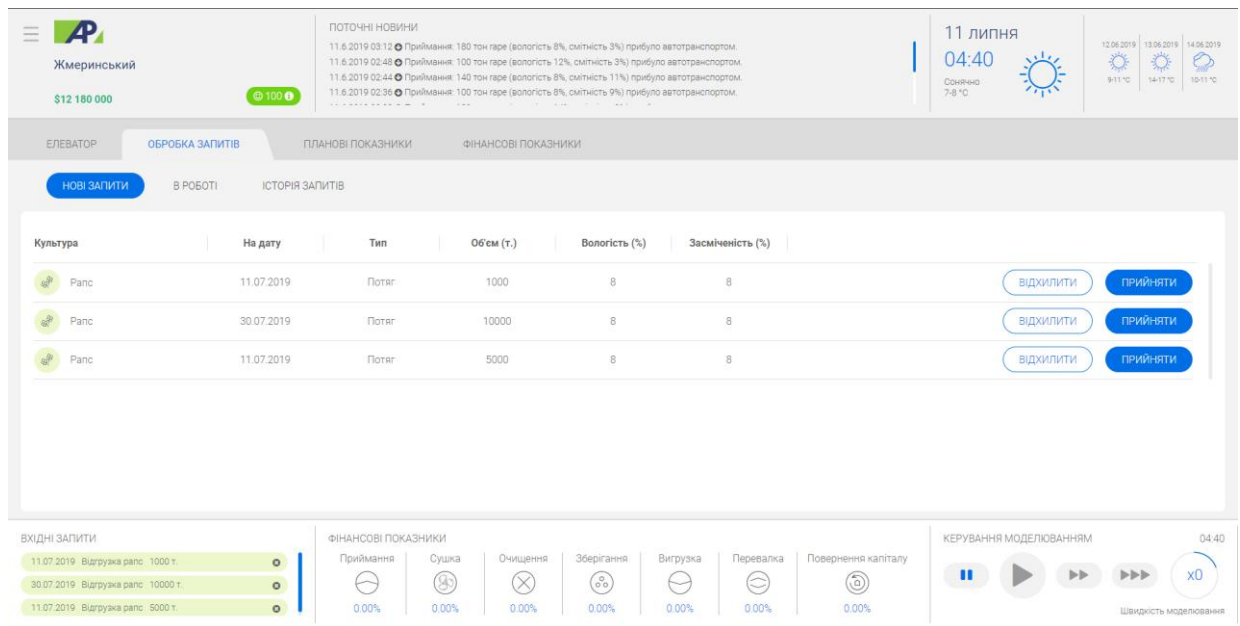 AP
Жмеринський
$12 180 000
100
ПОТОЧНІ НОВИНИ
11.6.2019 03:12 Приймання: 180 тон гаре (вологість 8%, смітність 3%) прибуло автотранспортом.
11.6.2019 02:48 Приймання: 100 тон гаре (вологість 12%, смітність 3%) прибуло автотранспортом.
11.6.2019 02:44 Приймання: 140 тон гаре (вологість 8%, смітність 11%) прибуло автотранспортом.
11.6.2019 02:36 Приймання: 100 тон гаре (вологість 8%, смітність 9%) прибуло автотранспортом.
11 липня
04:40
Сонячно
7-8 °C
12.06.2019 13.06.2019 14.06.2019
9-11 °C 14-17 °C 10-11 °C
ЕЛЕВАТОР ОБРОБКА ЗАПИТІВ ПЛАНОВІ ПОКАЗНИКИ ФІНАНСОВІ ПОКАЗНИКИ
НОВІ ЗАПИТИ В РОБОТІ ІСТОРІЯ ЗАПИТІВ
Культура На дату Тип Об'єм (т.) Вологість (%) Засміченість (%)
Рапс 11.07.2019 Потяг 1000 8 8 ВІДХИЛИТИ ПРИЙНЯТИ
Рапс 30.07.2019 Потяг 10000 8 8 ВІДХИЛИТИ ПРИЙНЯТИ
Рапс 11.07.2019 Потяг 5000 8 8 ВІДХИЛИТИ ПРИЙНЯТИ
ВХІДНІ ЗАПИТИ
11.07.2019 Відгрузка рапс 1000 т.
30.07.2019 Відгрузка рапс 10000 т.
11.07.2019 Відгрузка рапс 5000 т.
ФІНАНСОВІ ПОКАЗНИКИ
Приймання Сушка Очищення Зберігання Вигрузка Перевалка Повернення капіталу
0.00% 0.00% 0.00% 0.00% 0.00% 0.00% 0.00%
КЕРУВАННЯ МОДЕЛЮВАННЯМ 04:40
x0
Швидкість моделювання